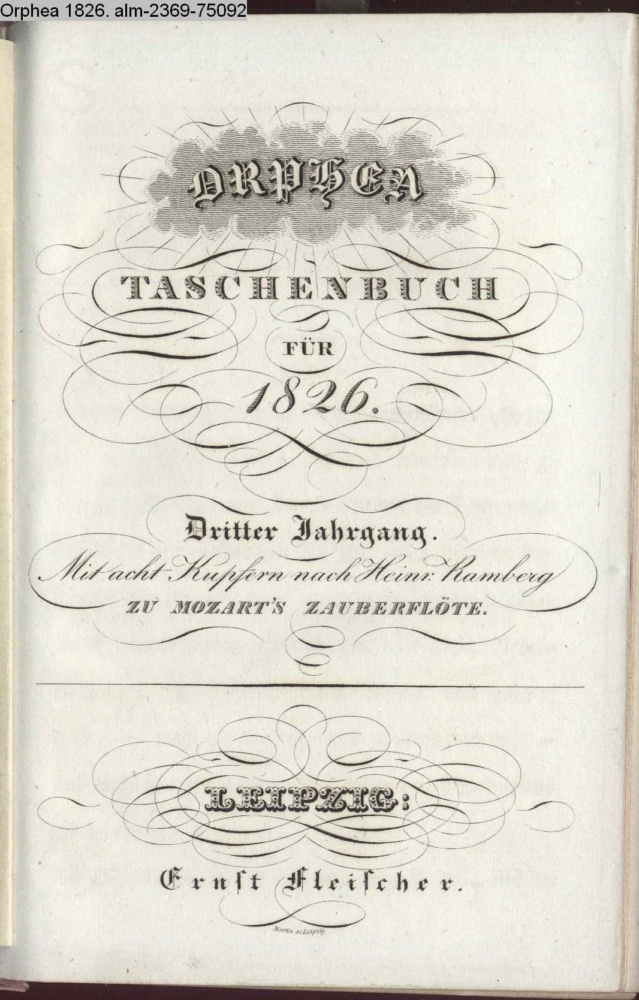 Orphea 1826. alm-2369-75092
ORPHEA
TASCHENBUCH
FÜR
1826.
Dritter Jahrgang.
Mit acht Kupfern nach Heinr. Ramberg
ZU MOZART'S ZAUBERFLÖTE.
LEIPZIG:
Ernſt Fleiſcher.